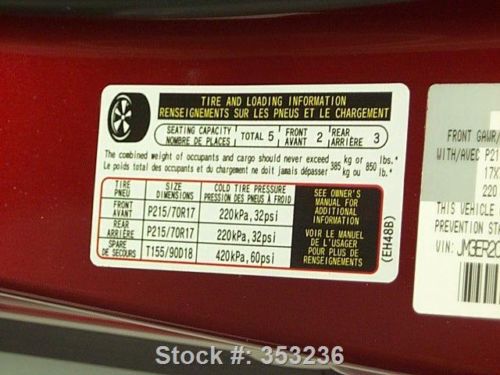 TIRE AND LOADING INFORMATION
RENSEIGNEMENTS SUR LES PNEUS ET LE CHARGEMENT
SEATING CAPACITY
NOMBRE DE PLACES
TOTAL 5
FRONT
AVANT 2
REAR
ARRIÈRE 3
The combined weight of occupants and cargo should never exceed 385 kg or 850 lbs.
Le poids total des occupants et du chargement ne doit jamais dépasser 385 kg ou 850 lb.
TIRE
PNEU
SIZE
DIMENSIONS
COLD TIRE PRESSURE
PRESSION DES PNEUS À FROID
FRONT
AVANT
P215/70R17
220kPa,32psi
REAR
ARRIÈRE
P215/70R17
220kPa,32psi
SPARE
DE SECOURS
T155/90D18
420kPa,60psi
SEE OWNER'S
MANUAL FOR
ADDITIONAL
INFORMATION
VOIR LE MANUEL
DE L'USAGER
POUR PLUS DE
RENSEIGNEMENTS
(EH48B)
FRONT GAWR/
WITH/AVEC P21
17X
220
THIS VEHICLE
PREVENTION STA
VIN: JM3ER2C
Stock #: 353236